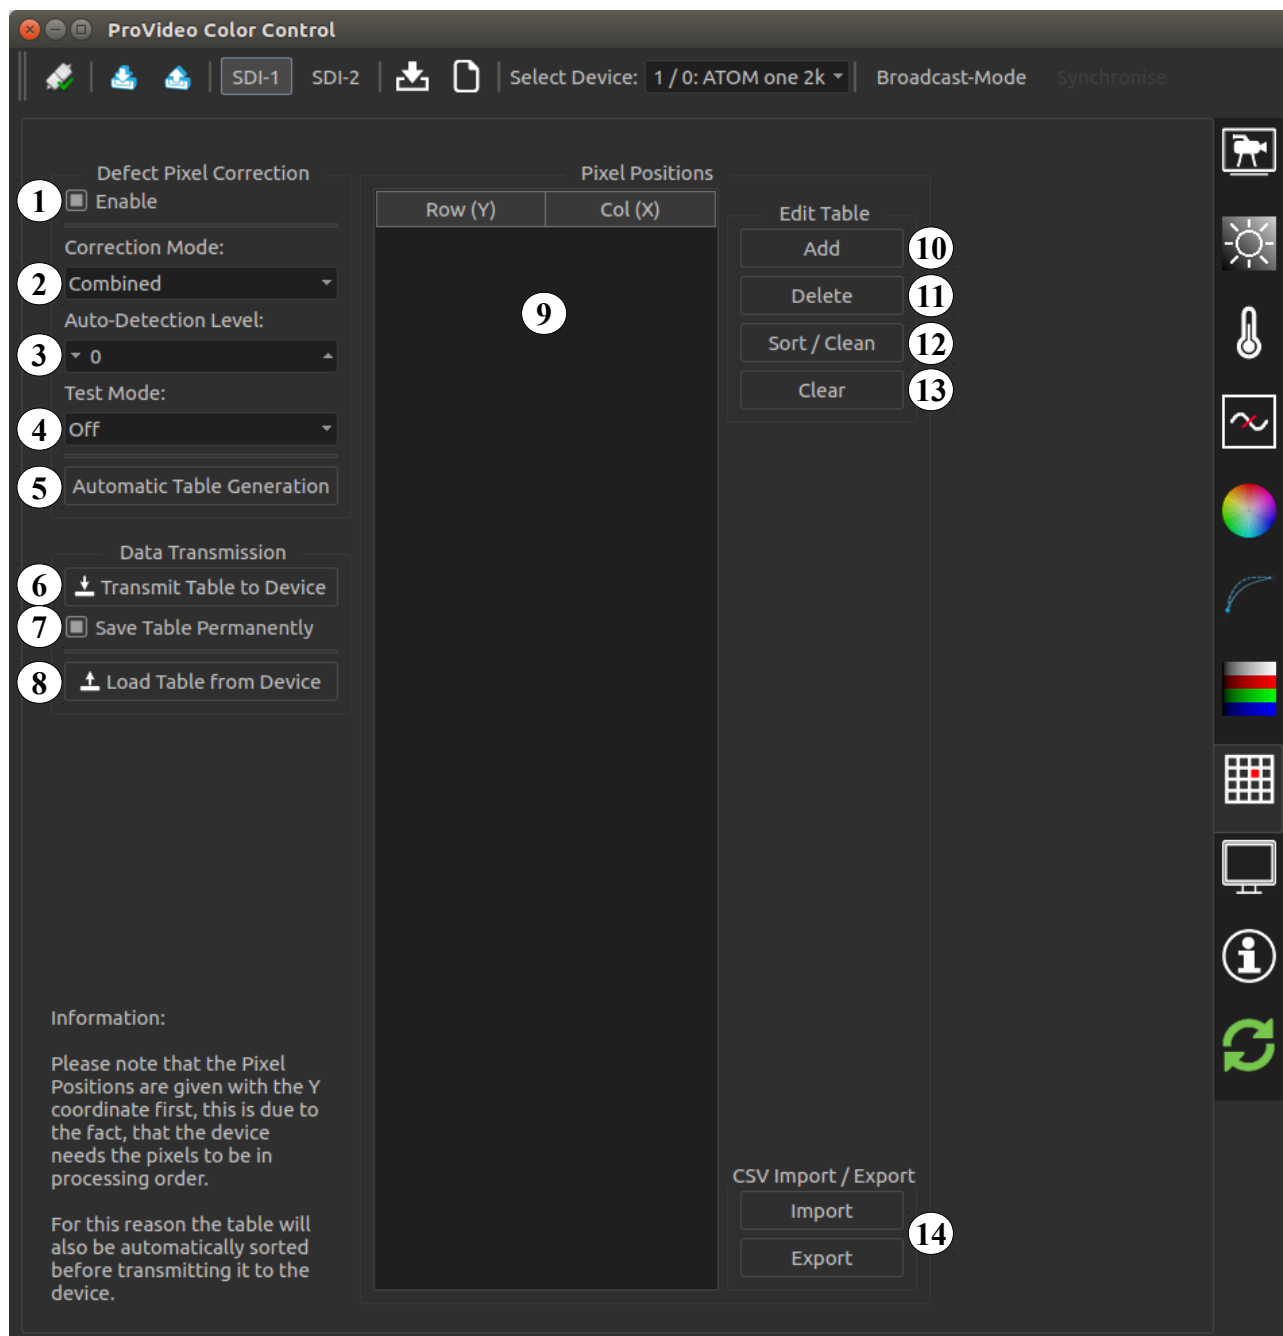 ProVideo Color Control
SDI-1 SDI-2 Select Device: 1 / 0: ATOM one 2k Broadcast-Mode Synchronise
Defect Pixel Correction
1 Enable
Correction Mode:
2 Combined
Auto-Detection Level:
3 0
Test Mode:
4 Off
5 Automatic Table Generation
Data Transmission
6 Transmit Table to Device
7 Save Table Permanently
8 Load Table from Device
Information:
Please note that the Pixel
Positions are given with the Y
coordinate first, this is due to
the fact, that the device
needs the pixels to be in
processing order.
For this reason the table will
also be automatically sorted
before transmitting it to the
device.
Pixel Positions
Row (Y) Col (X)
9
Edit Table
Add 10
Delete 11
Sort / Clean 12
Clear 13
CSV Import / Export
Import
14
Export